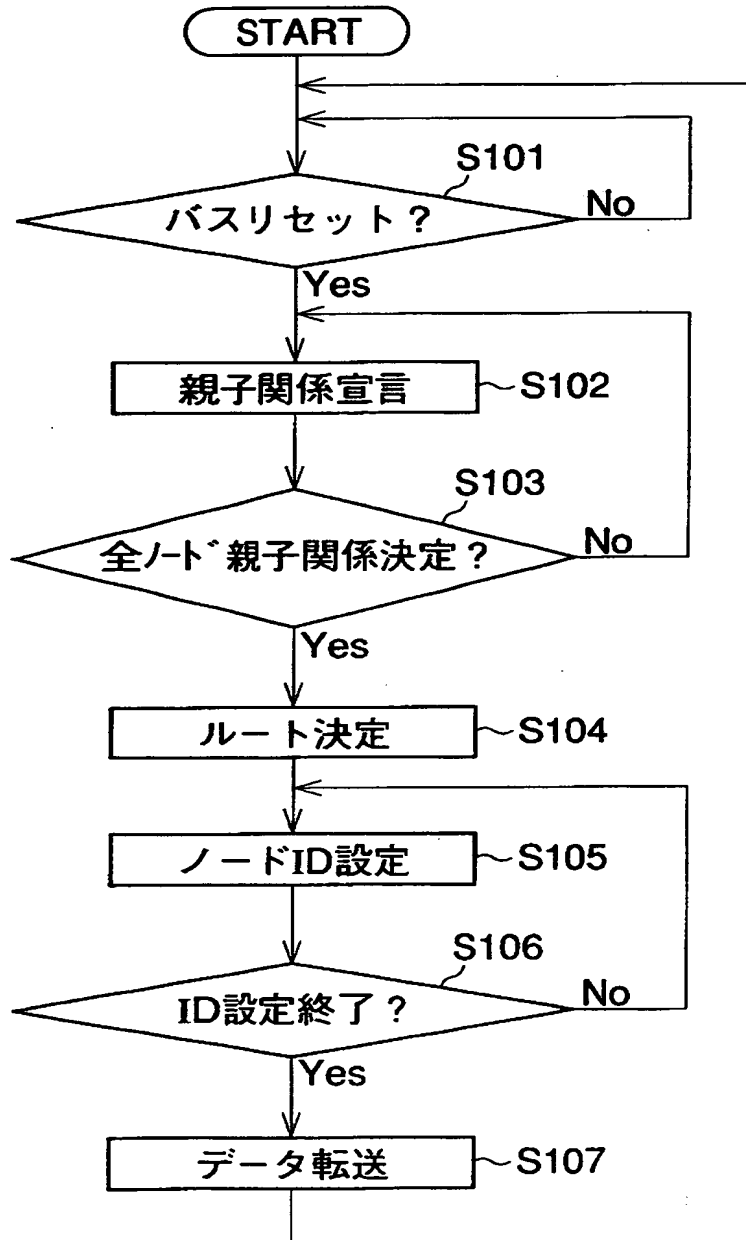 START
S101
バスリセット?
No
Yes
親子関係宣言
S102
S103
全ノード親子関係決定?
No
Yes
ルート決定
S104
ノードID設定
S105
S106
ID設定終了?
No
Yes
データ転送
S107